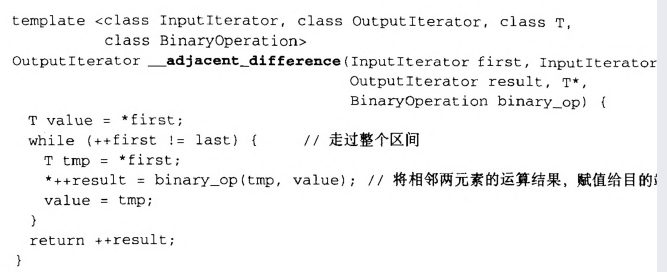 template <class InputIterator, class OutputIterator, class T,
          class BinaryOperation>
OutputIterator __adjacent_difference(InputIterator first, InputIterator
                                     OutputIterator result, T*,
                                     BinaryOperation binary_op) {
  T value = *first;
  while (++first != last) {     // 走过整个区间
    T tmp = *first;
    *++result = binary_op(tmp, value); // 将相邻两元素的运算结果，赋值给目的
    value = tmp;
  }
  return ++result;
}